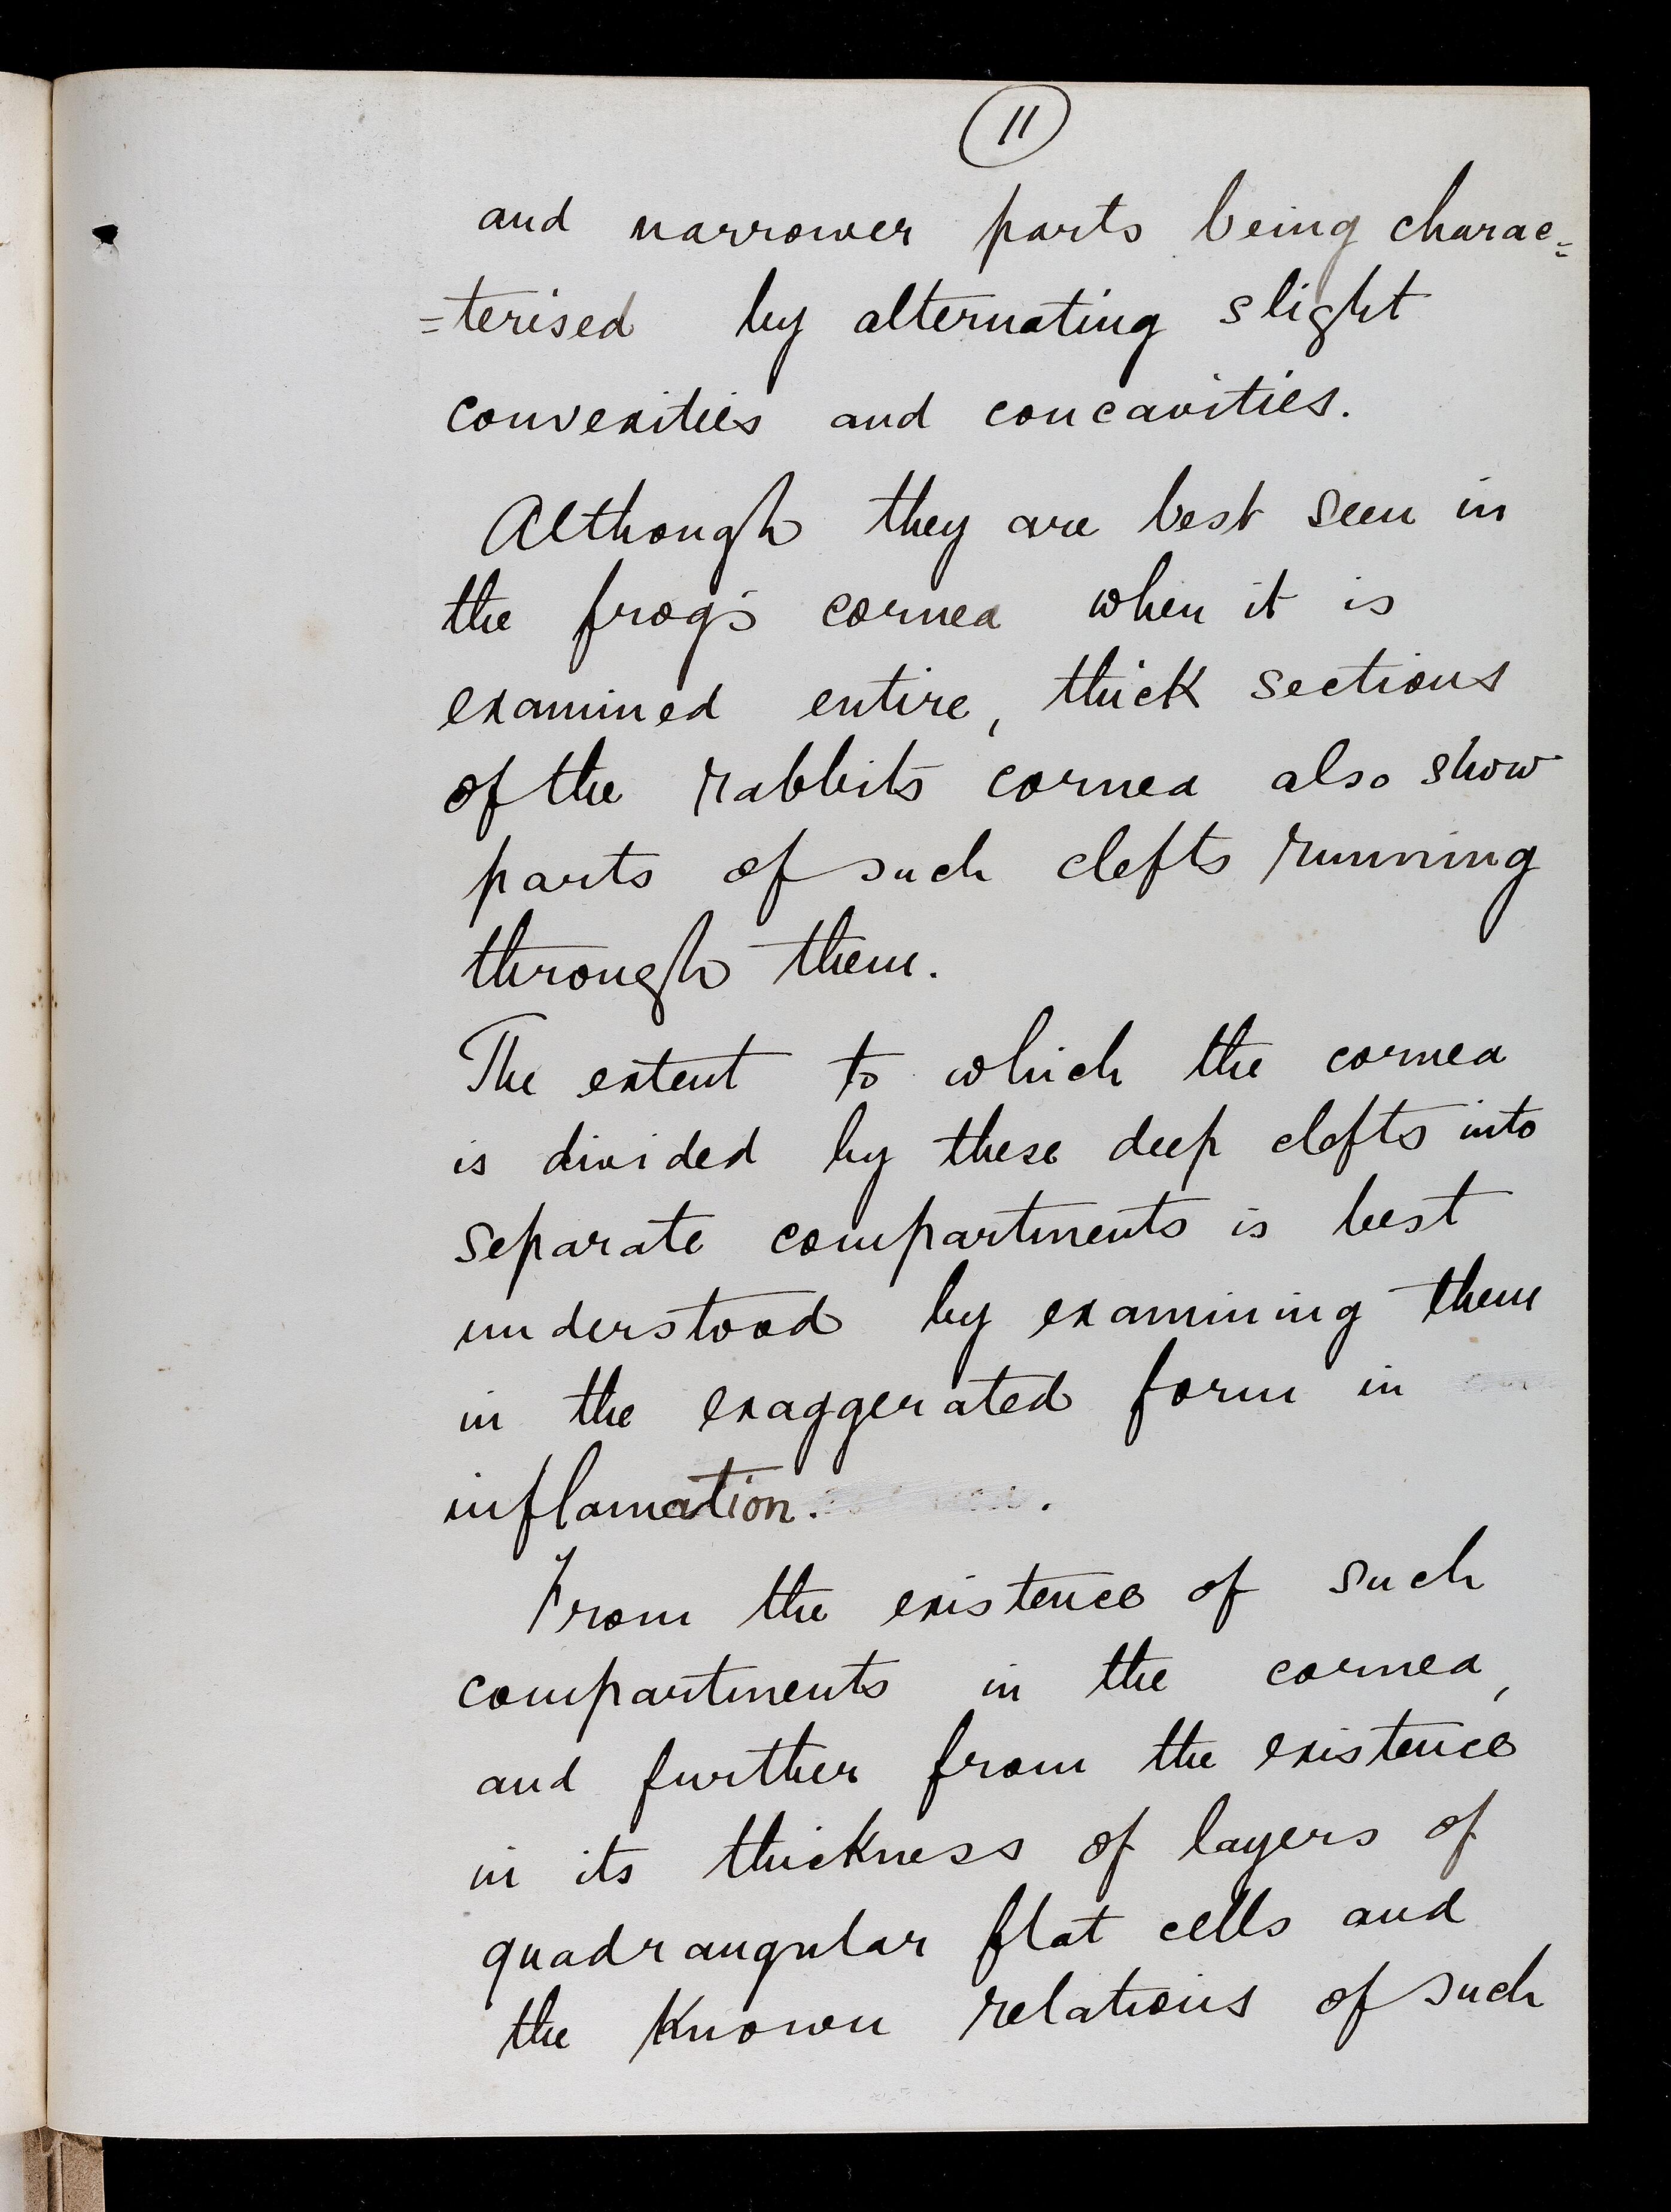 11
and narrower parts being charac=
=terised by alternating slight
convexities and concavities.
Although they are best seen in
the frog's cornea when it is
examined entire, thick sections
of the rabbits cornea also show
parts of such clefts running
through them.
The extent to which the cornea
is divided by these deep clefts into
separate compartments is best
understood by examining them
in the exaggerated form in
inflamation.
From the existence of such
compartments in the cornea,
and further from the existence
in its thickness of layers of
quadrangular flat cells and
the Known relations of such